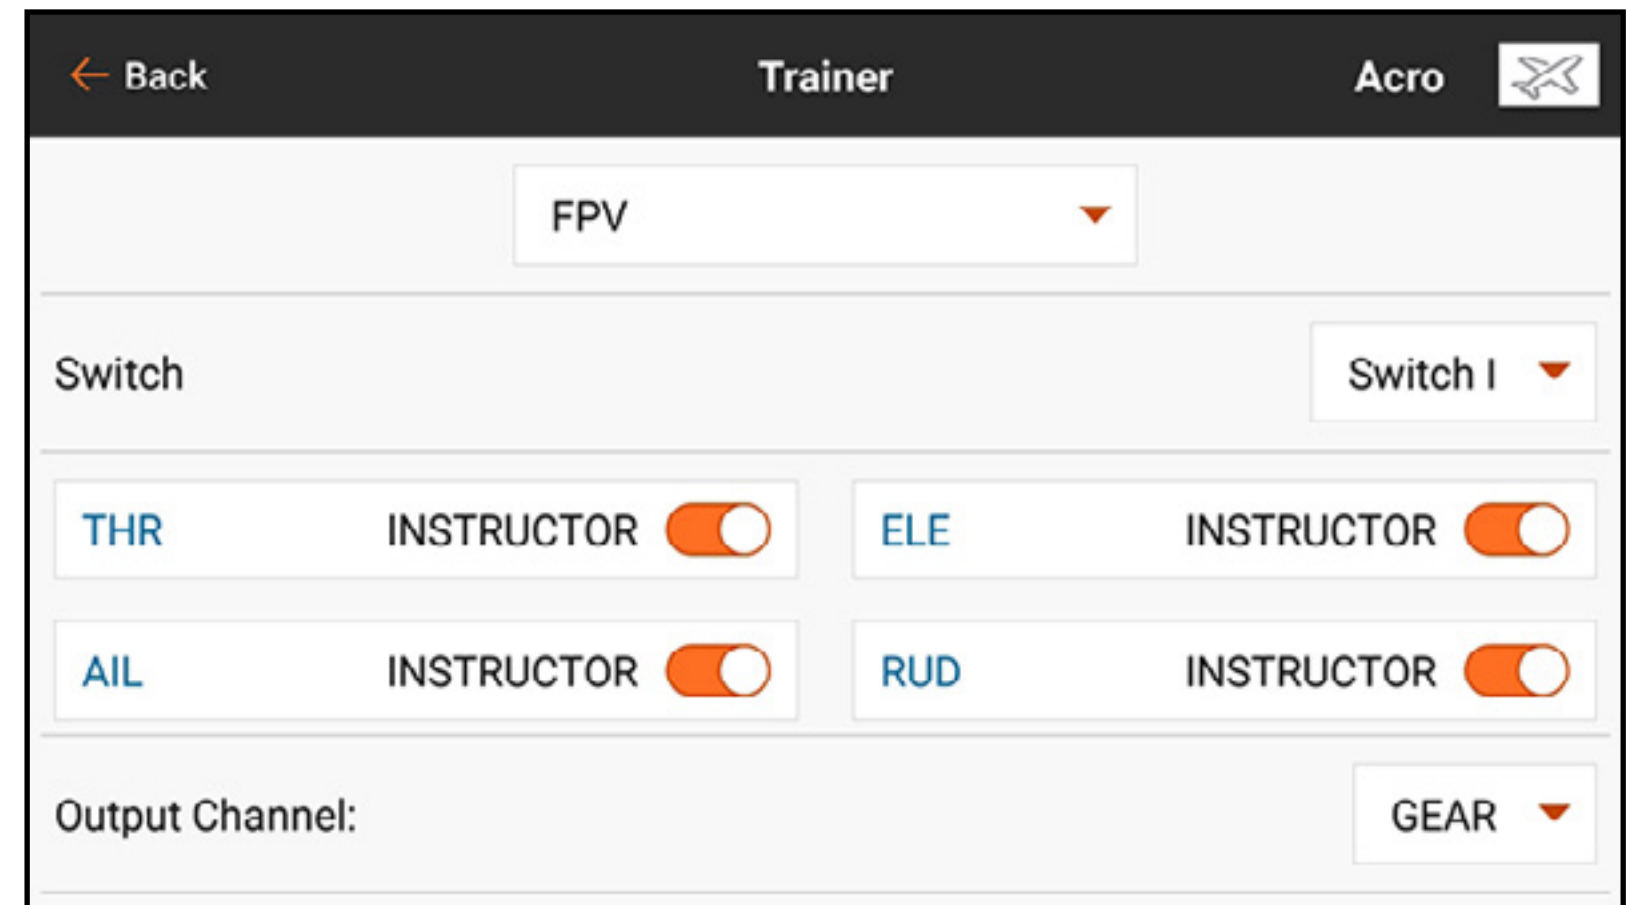 Back Trainer Acro
FPV
Switch Switch I
THR INSTRUCTOR ELE INSTRUCTOR
AIL INSTRUCTOR RUD INSTRUCTOR
Output Channel: GEAR